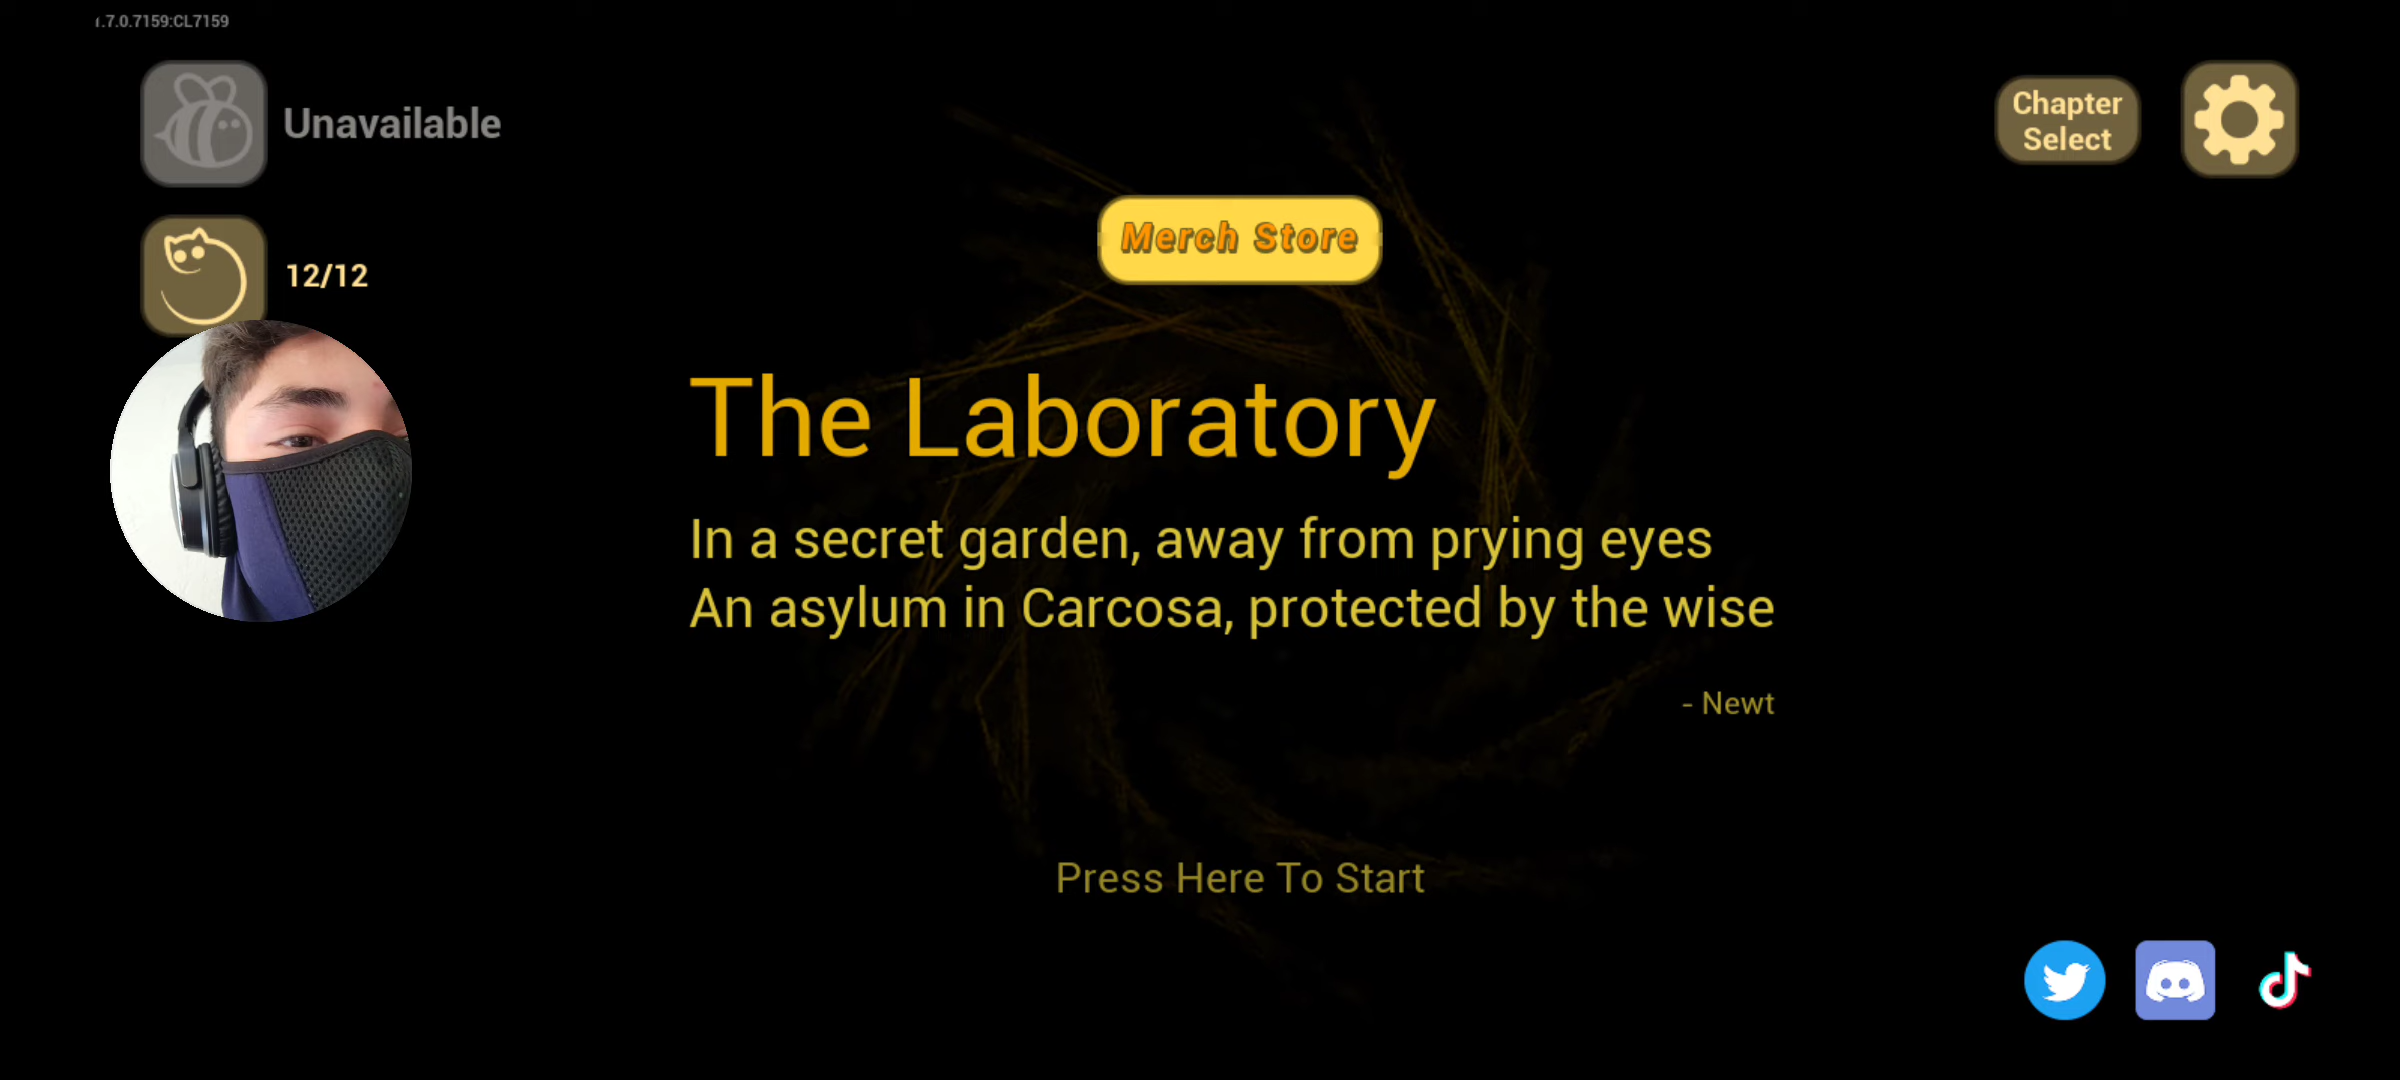 .7.0.7159:CL7159
Unavailable
Chapter
Select
Merch Store
12/12
The Laboratory
In a secret garden, away from prying eyes
An asylum in Carcosa, protected by the wise
- Newt
Press Here To Start